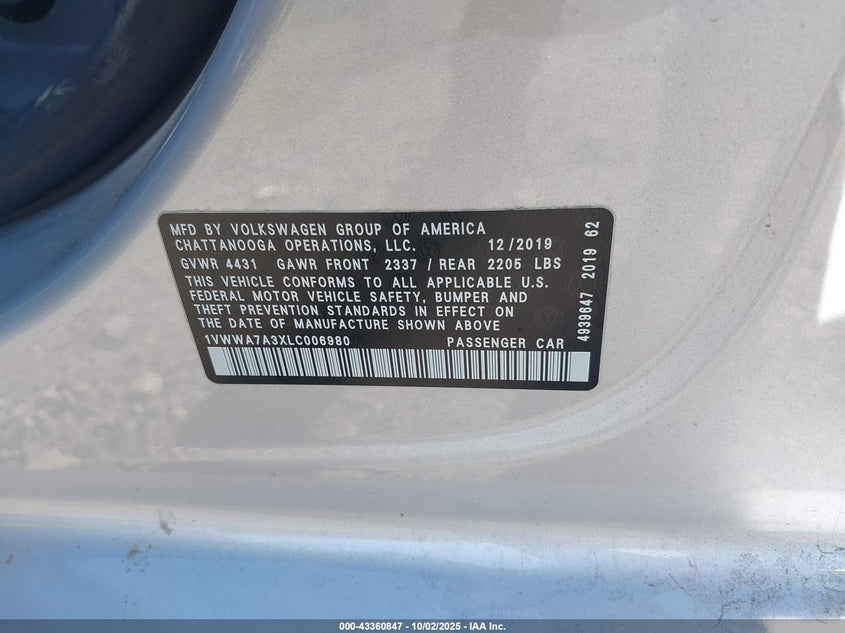 MFD BY VOLKSWAGEN GROUP OF AMERICA
CHATTANOOGA OPERATIONS, LLC. 12/2019
GVWR 4431 GAWR FRONT 2337 / REAR 2205 LBS
THIS VEHICLE CONFORMS TO ALL APPLICABLE U.S.
FEDERAL MOTOR VEHICLE SAFETY, BUMPER AND
THEFT PREVENTION STANDARDS IN EFFECT ON
THE DATE OF MANUFACTURE SHOWN ABOVE
1VWWA7A3XLC006980 PASSENGER CAR
4939647 2019 62
000-43360847 - 10/02/2025 - IAA Inc.